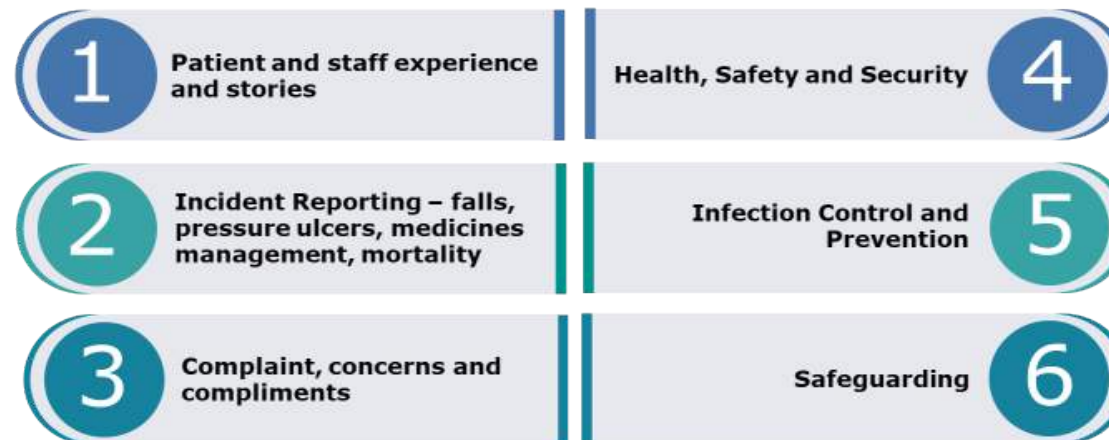 1
Patient and staff experience
and stories
2
Incident Reporting – falls,
pressure ulcers, medicines
management, mortality
3
Complaint, concerns and
compliments
Health, Safety and Security
4
Infection Control and
Prevention
5
Safeguarding
6